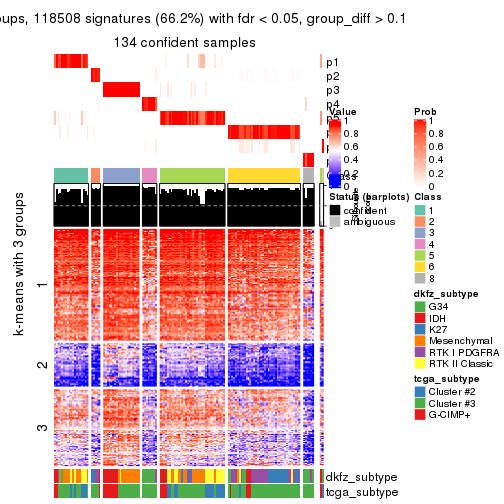 ups, 118508 signatures (66.2%) with fdr < 0.05, group_diff > 0.1
134 confident samples
p1
p2
p3
p4
k-means with 3 groups
1
2
3
Value
1
0.8
0.6
0.4
0.2
0
Prob
1
0.8
0.6
0.4
0.2
0
Status (barplots)
confident
ambiguous
Class
1
2
3
4
5
6
8
dkfz_subtype
G34
IDH
K27
Mesenchymal
RTK I PDGFRA
RTK II Classic
tcga_subtype
Cluster #2
Cluster #3
G-CIMP+
dkfz_subtype
tcga_subtype